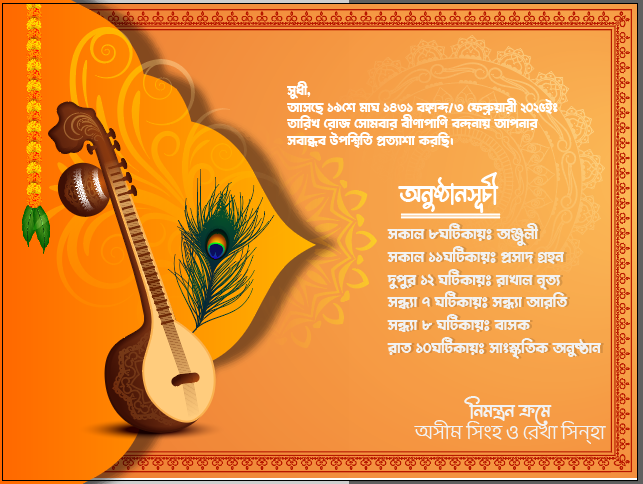 সুধী,
আসছে ১৯শে মাঘ ১৪৩১ বঙ্গাব্দ/৩ ফেব্রুয়ারী ২০২৫ইং
তারিখ রোজ সোমবার বীণাপাণি বন্দনায় আপনার
সবান্ধব উপস্থিতি প্রত্যাশা করছি।
অনুষ্ঠানসূচী
সকাল ৮ঘটিকায়ঃ অঞ্জুলী
সকাল ১১ঘটিকায়ঃ প্রসাদ গ্রহন
দুপুর ১২ ঘটিকায়ঃ রাখাল নৃত্য
সন্ধ্যা ৭ ঘটিকায়ঃ সন্ধ্যা আরতি
সন্ধ্যা ৮ ঘটিকায়ঃ বাসক
রাত ১০ঘটিকায়ঃ সাংস্কৃতিক অনুষ্ঠান
নিমন্ত্রন ক্রমে
অসীম সিংহ ও রেখা সিন্হা